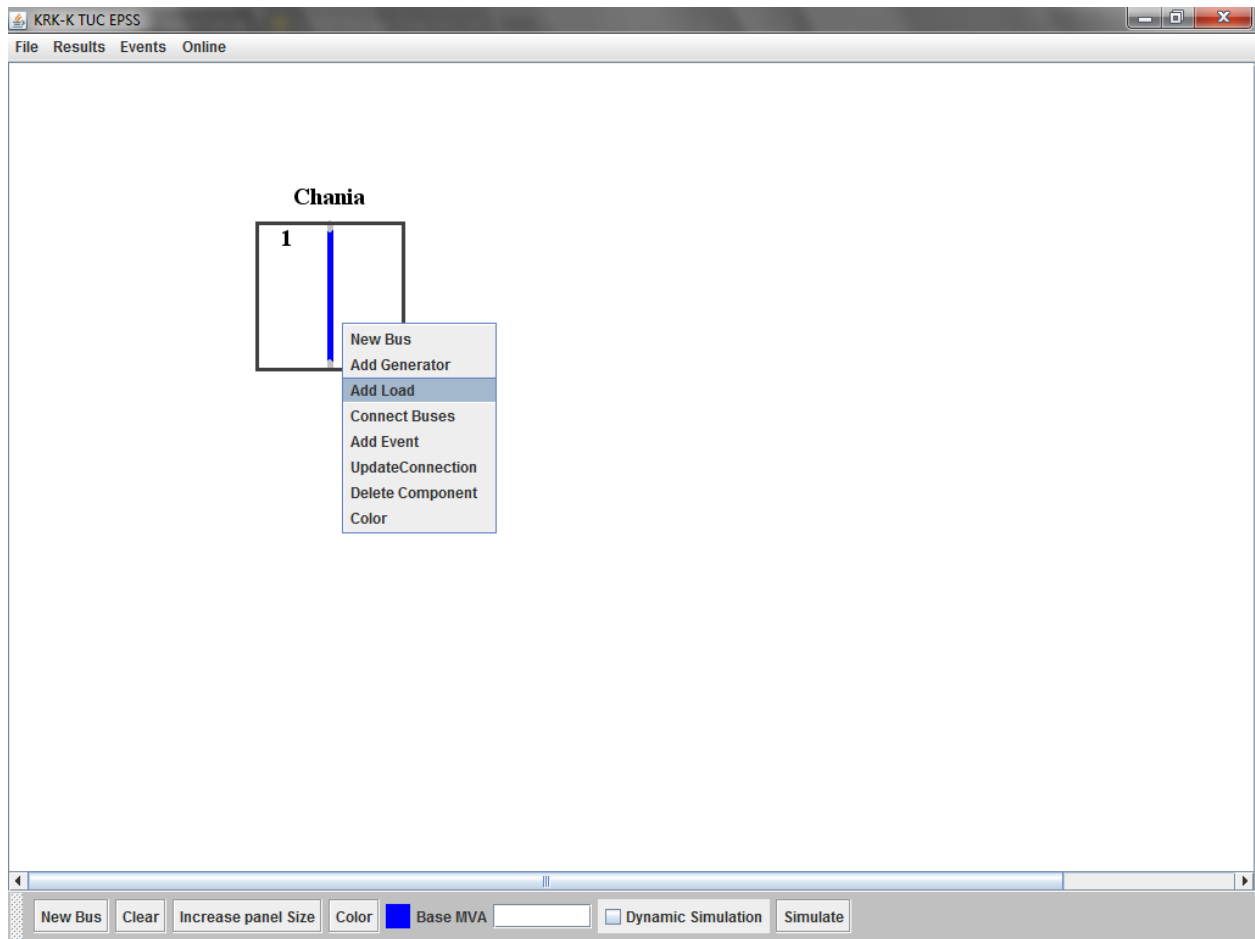 KRK-K TUC EPSS
File Results Events Online
Chania
1
New Bus
Add Generator
Add Load
Connect Buses
Add Event
UpdateConnection
Delete Component
Color
New Bus Clear Increase panel Size Color Base MVA Dynamic Simulation Simulate